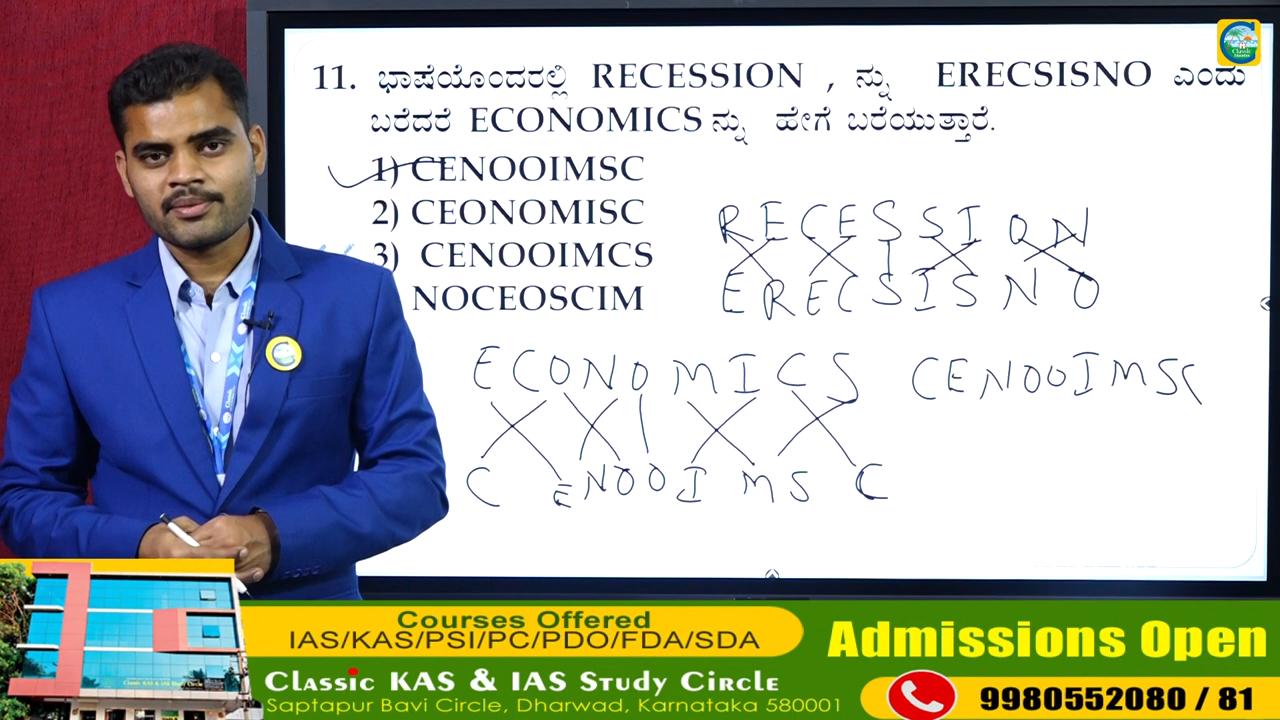 11. ಭಾಷೆಯೊಂದರಲ್ಲಿ RECESSION , ನ್ನು ERECSISNO ಎಂದು
ಬರೆದರೆ ECONOMICS ನ್ನು ಹೇಗೆ ಬರೆಯುತ್ತಾರೆ.
1) CENOOIMSC
2) CEONOMISC
3) CENOOIMCS
NOCEOSCIM
RECESSION
ERECSISNO
ECONOMICS CENOOIMSC
CENOOIMSC
Courses Offered
IAS/KAS/PSI/PC/PDO/FDA/SDA
Admissions Open
Classic KAS & IAS Study Circle
Saptapur Bavi Circle, Dharwad, Karnataka 580001
9980552080 / 81